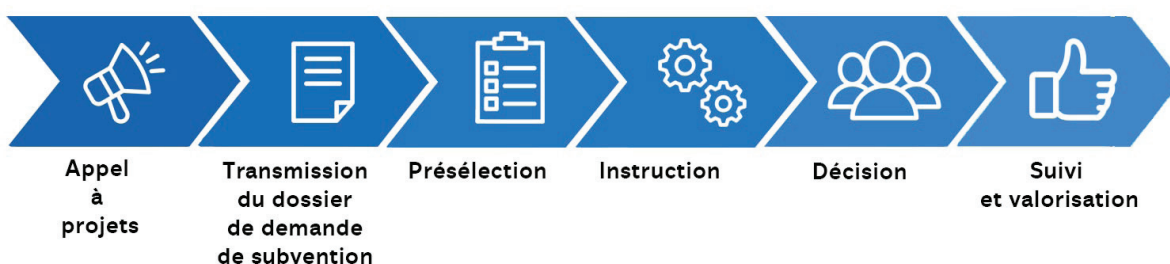 Appel
à
projets
Transmission
du dossier
de demande
de subvention
Présélection
Instruction
Décision
Suivi
et valorisation